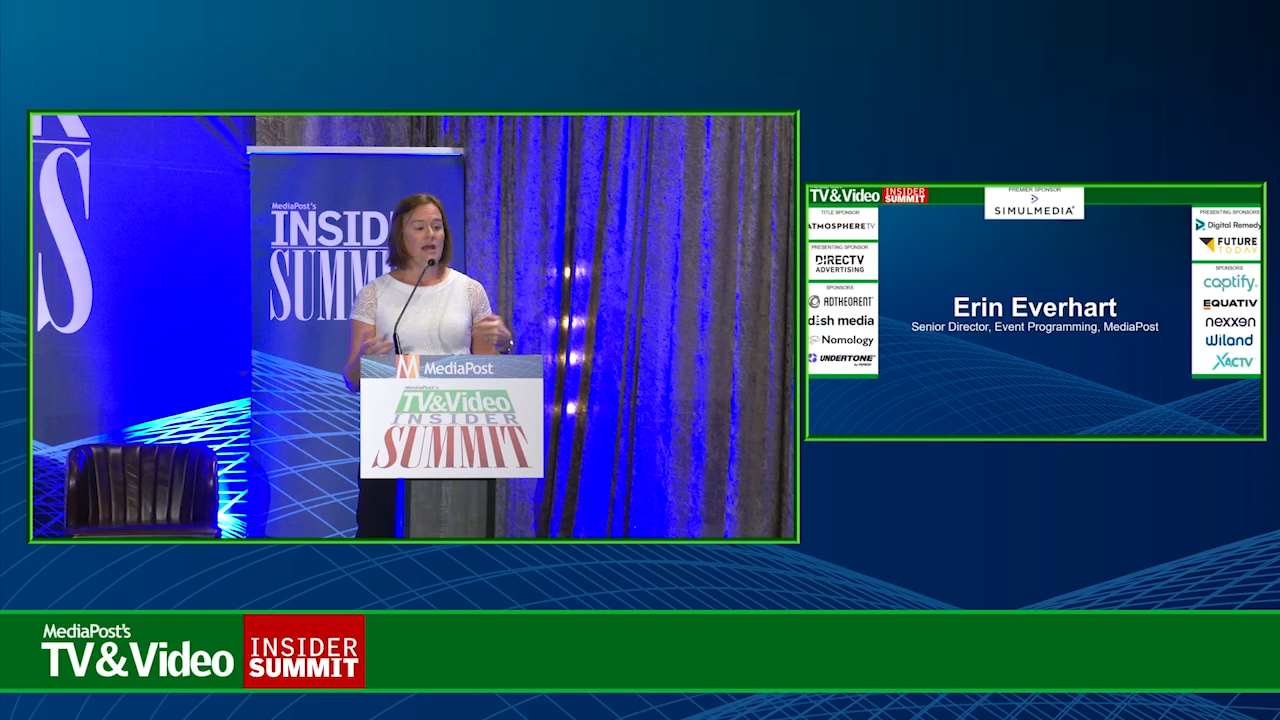 S
MediaPost's
INSID
SUMM
MediaPost
MediaPost's
TV&Video
INSIDER
SUMMIT
TV&Video INSIDER SUMMIT
PREMIER SPONSOR
SIMULMEDIA
TITLE SPONSOR
ATMOSPHERE TV
PRESENTING SPONSOR
DIRECTV
ADVERTISING
SPONSORS
ADTHEORENT
dish media
Nomology
UNDERTONE
Erin Everhart
Senior Director, Event Programming, MediaPost
PRESENTING SPONSORS
Digital Remedy
FUTURE
TODAY
SPONSORS
captify
EQUATIV
nexxen
Wiland
XACTV
MediaPost's
TV&Video
INSIDER
SUMMIT